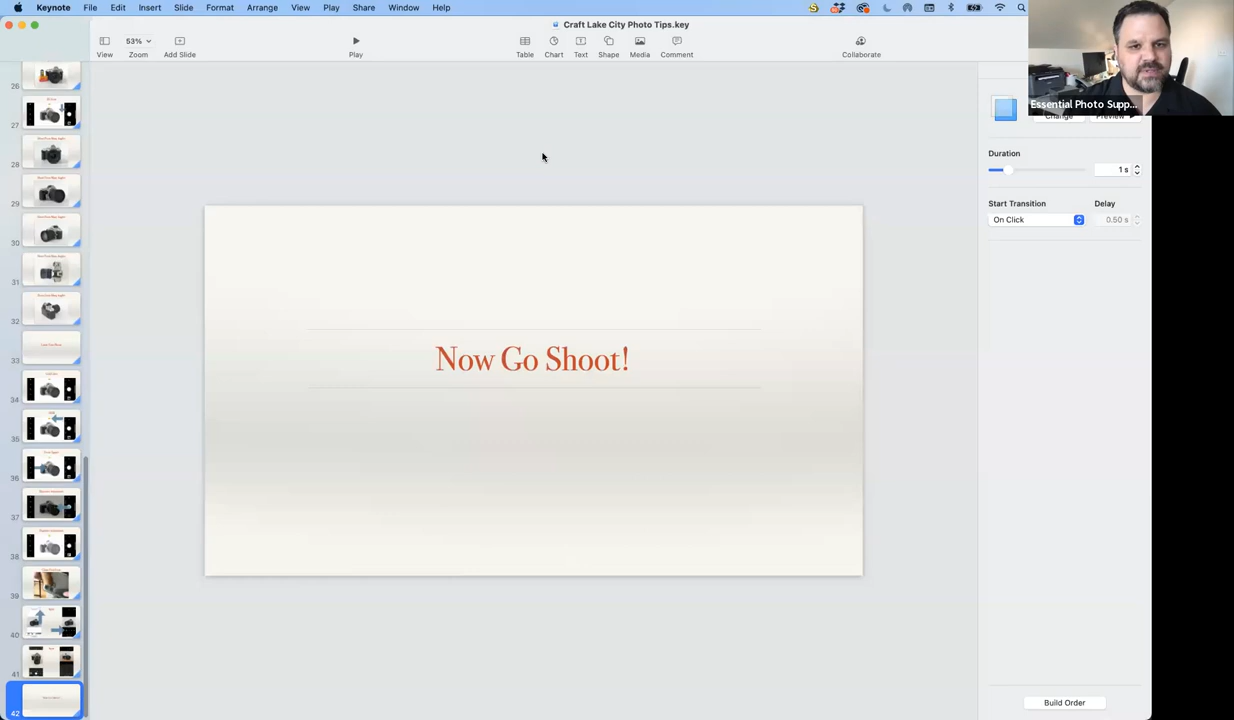 Keynote File Edit Insert Slide Format Arrange View Play Share Window Help
Craft Lake City Photo Tips.key
53%
View Zoom Add Slide Play Table Chart Text Shape Media Comment Collaborate
Essential Photo Supp...
Change Preview
Duration
1 s
Start Transition Delay
On Click 0.50 s
Now Go Shoot!
26
27
28
29
30
31
32
33
34
35
36
37
38
39
40
41
42
Build Order